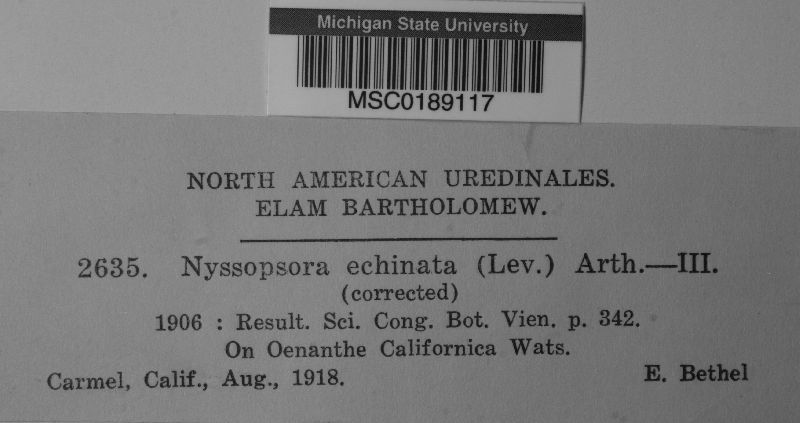 Michigan State University
MSC0189117
NORTH AMERICAN UREDINALES.
ELAM BARTHOLOMEW.
2635. Nyssopsora echinata (Lev.) Arth.—III.
(corrected)
1906 : Result. Sci. Cong. Bot. Vien. p. 342.
On Oenanthe Californica Wats.
Carmel, Calif., Aug., 1918. E. Bethel